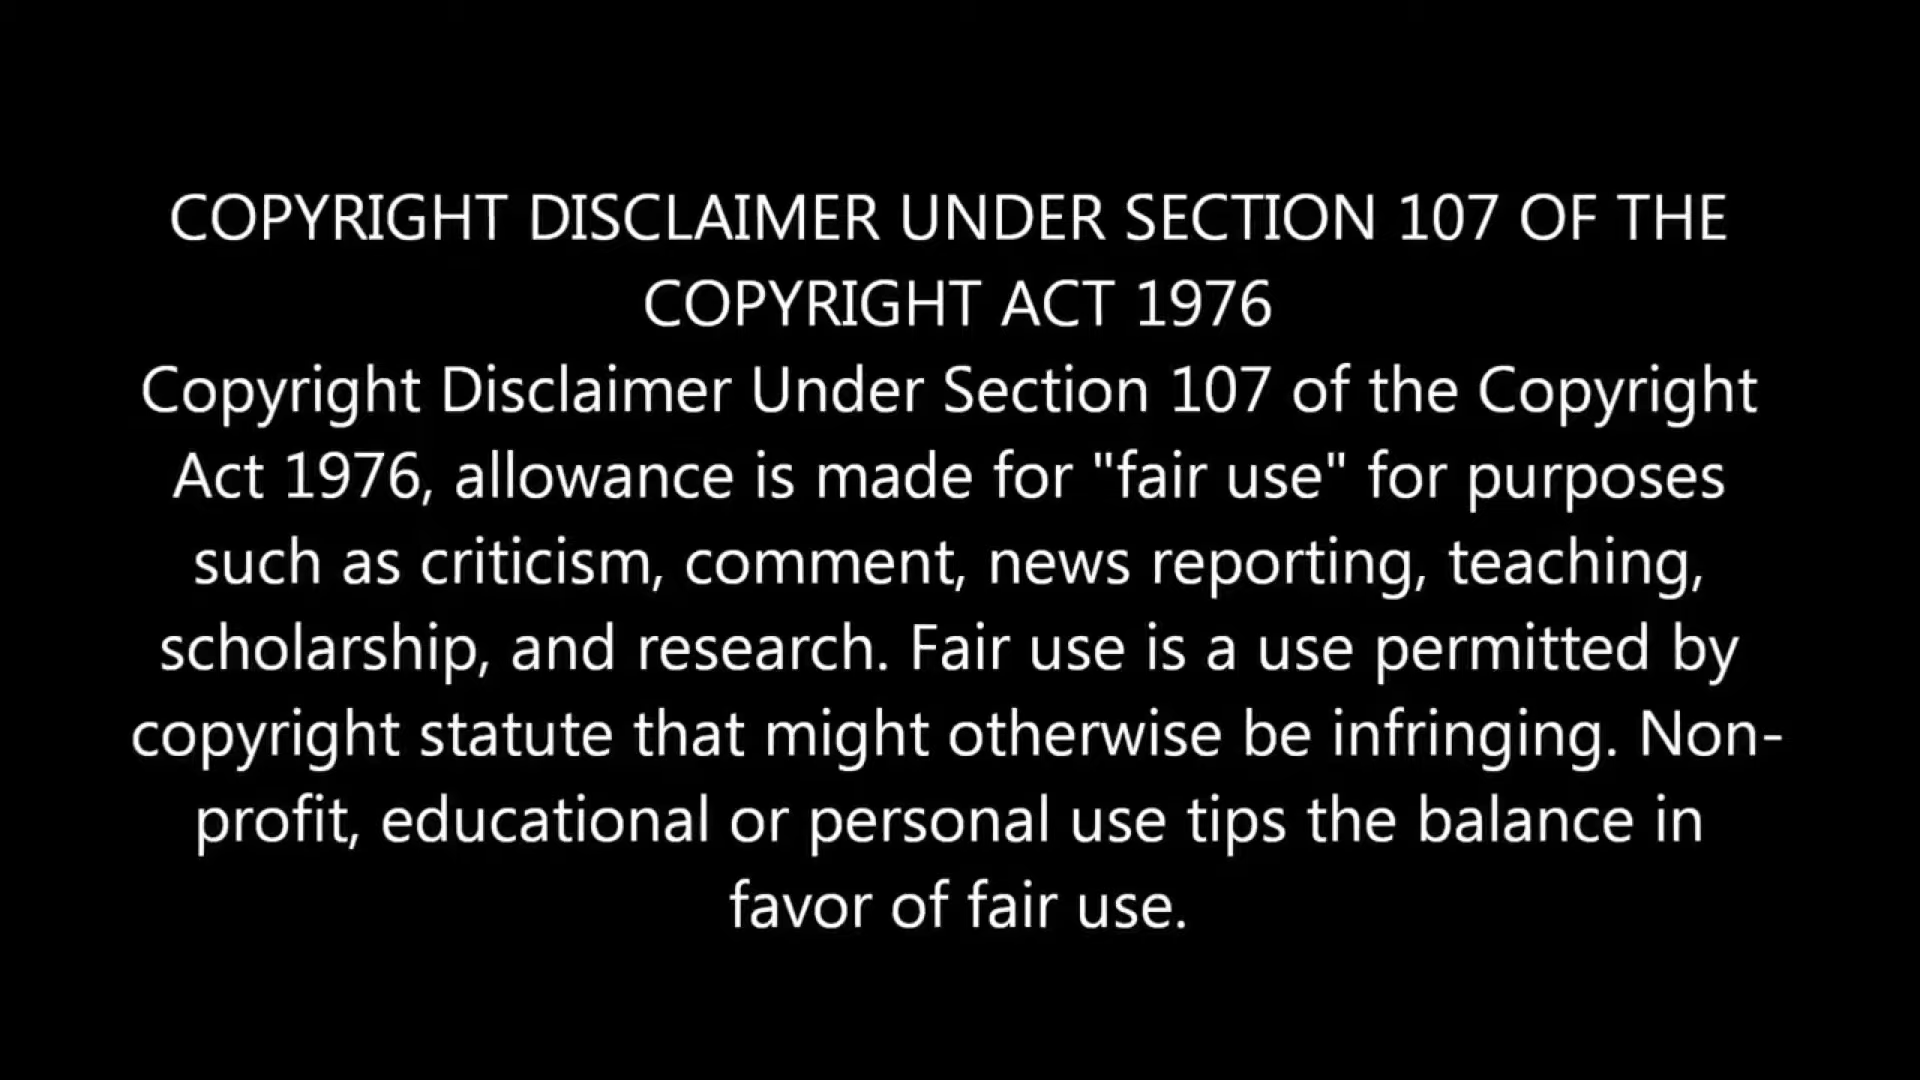 COPYRIGHT DISCLAIMER UNDER SECTION 107 OF THE
COPYRIGHT ACT 1976
Copyright Disclaimer Under Section 107 of the Copyright
Act 1976, allowance is made for "fair use" for purposes
such as criticism, comment, news reporting, teaching,
scholarship, and research. Fair use is a use permitted by
copyright statute that might otherwise be infringing. Non-
profit, educational or personal use tips the balance in
favor of fair use.